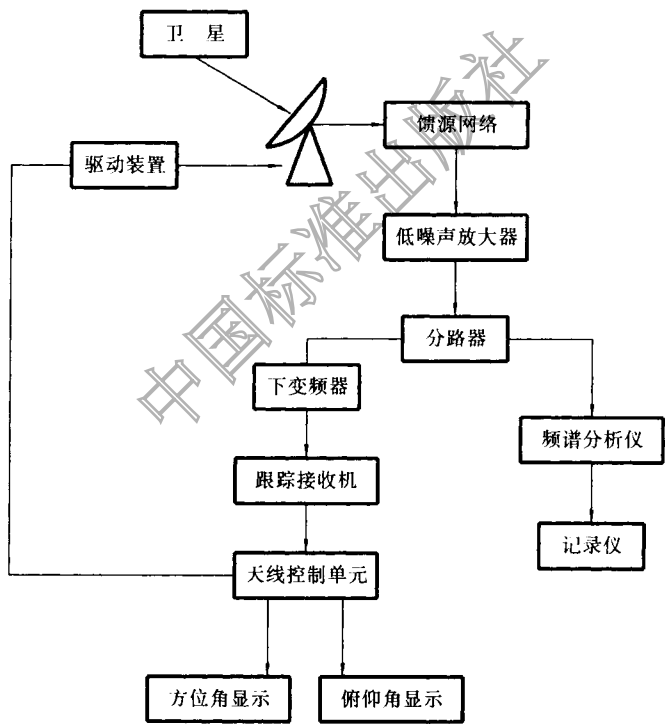 卫 星
馈源网络
驱动装置
低噪声放大器
分路器
下变频器
频谱分析仪
跟踪接收机
记录仪
天线控制单元
方位角显示
俯仰角显示
中国标准出版社